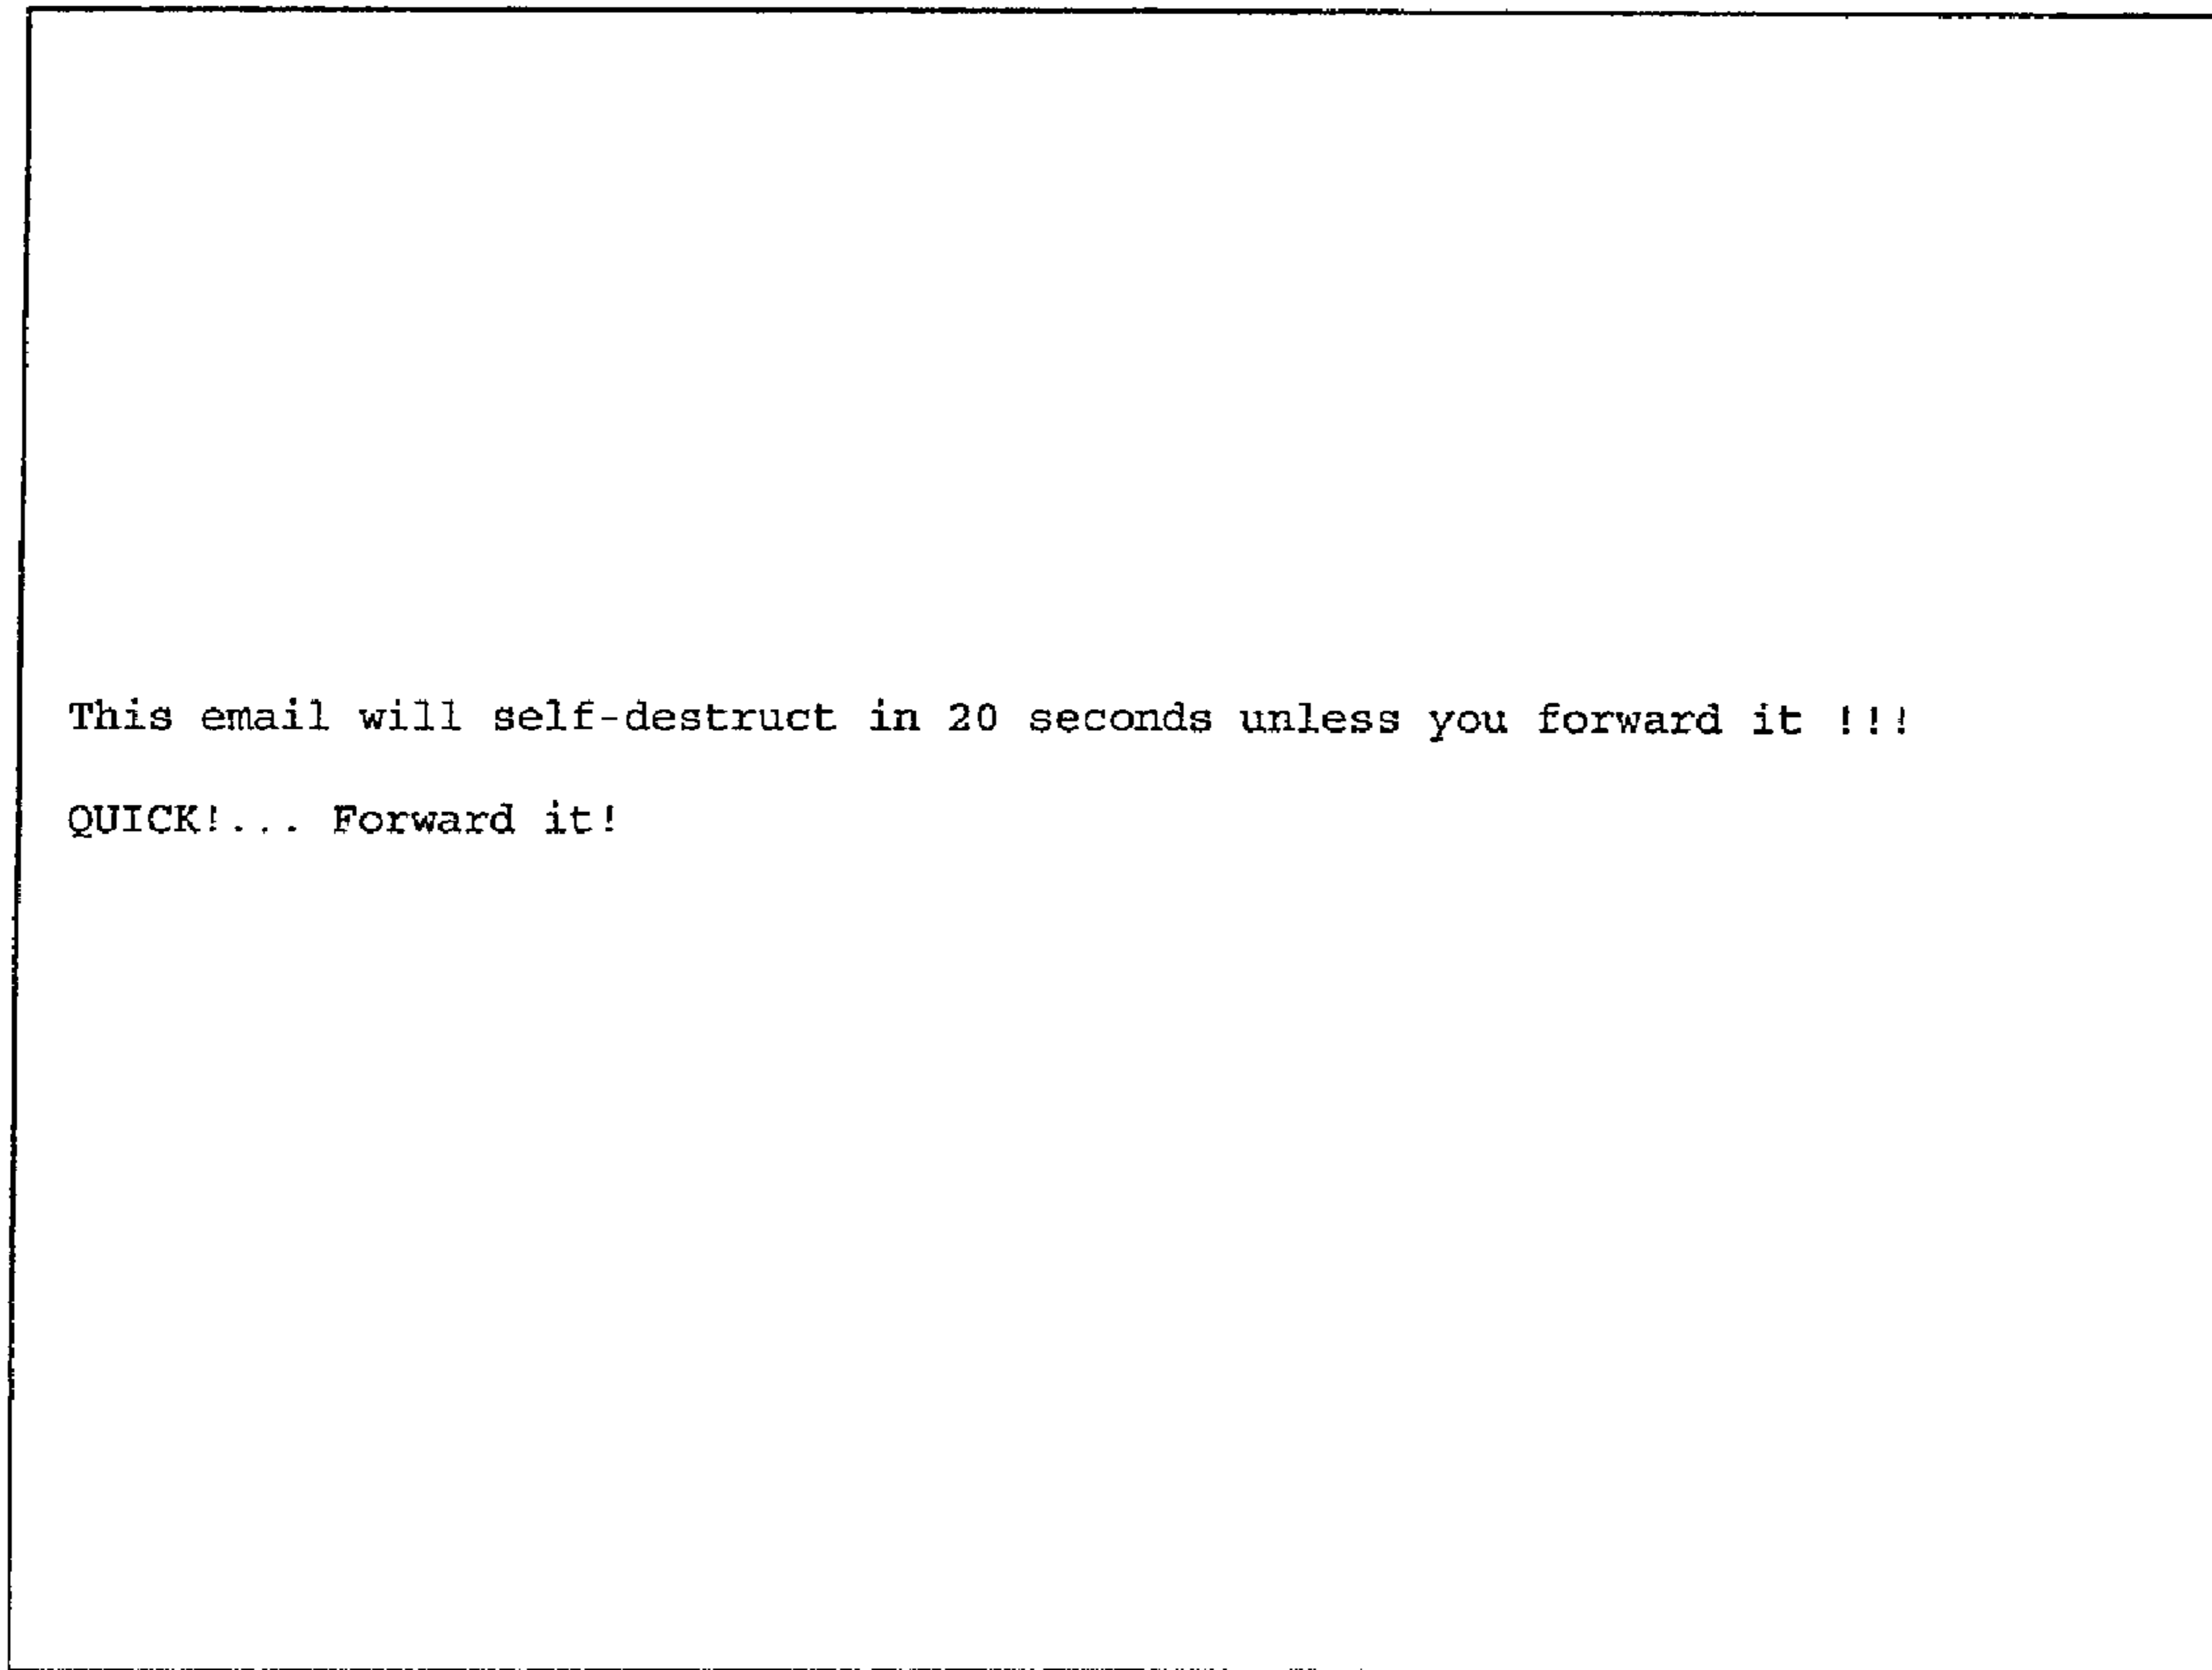 This email will self-destruct in 20 seconds unless you forward it !!!
QUICK!... Forward it!